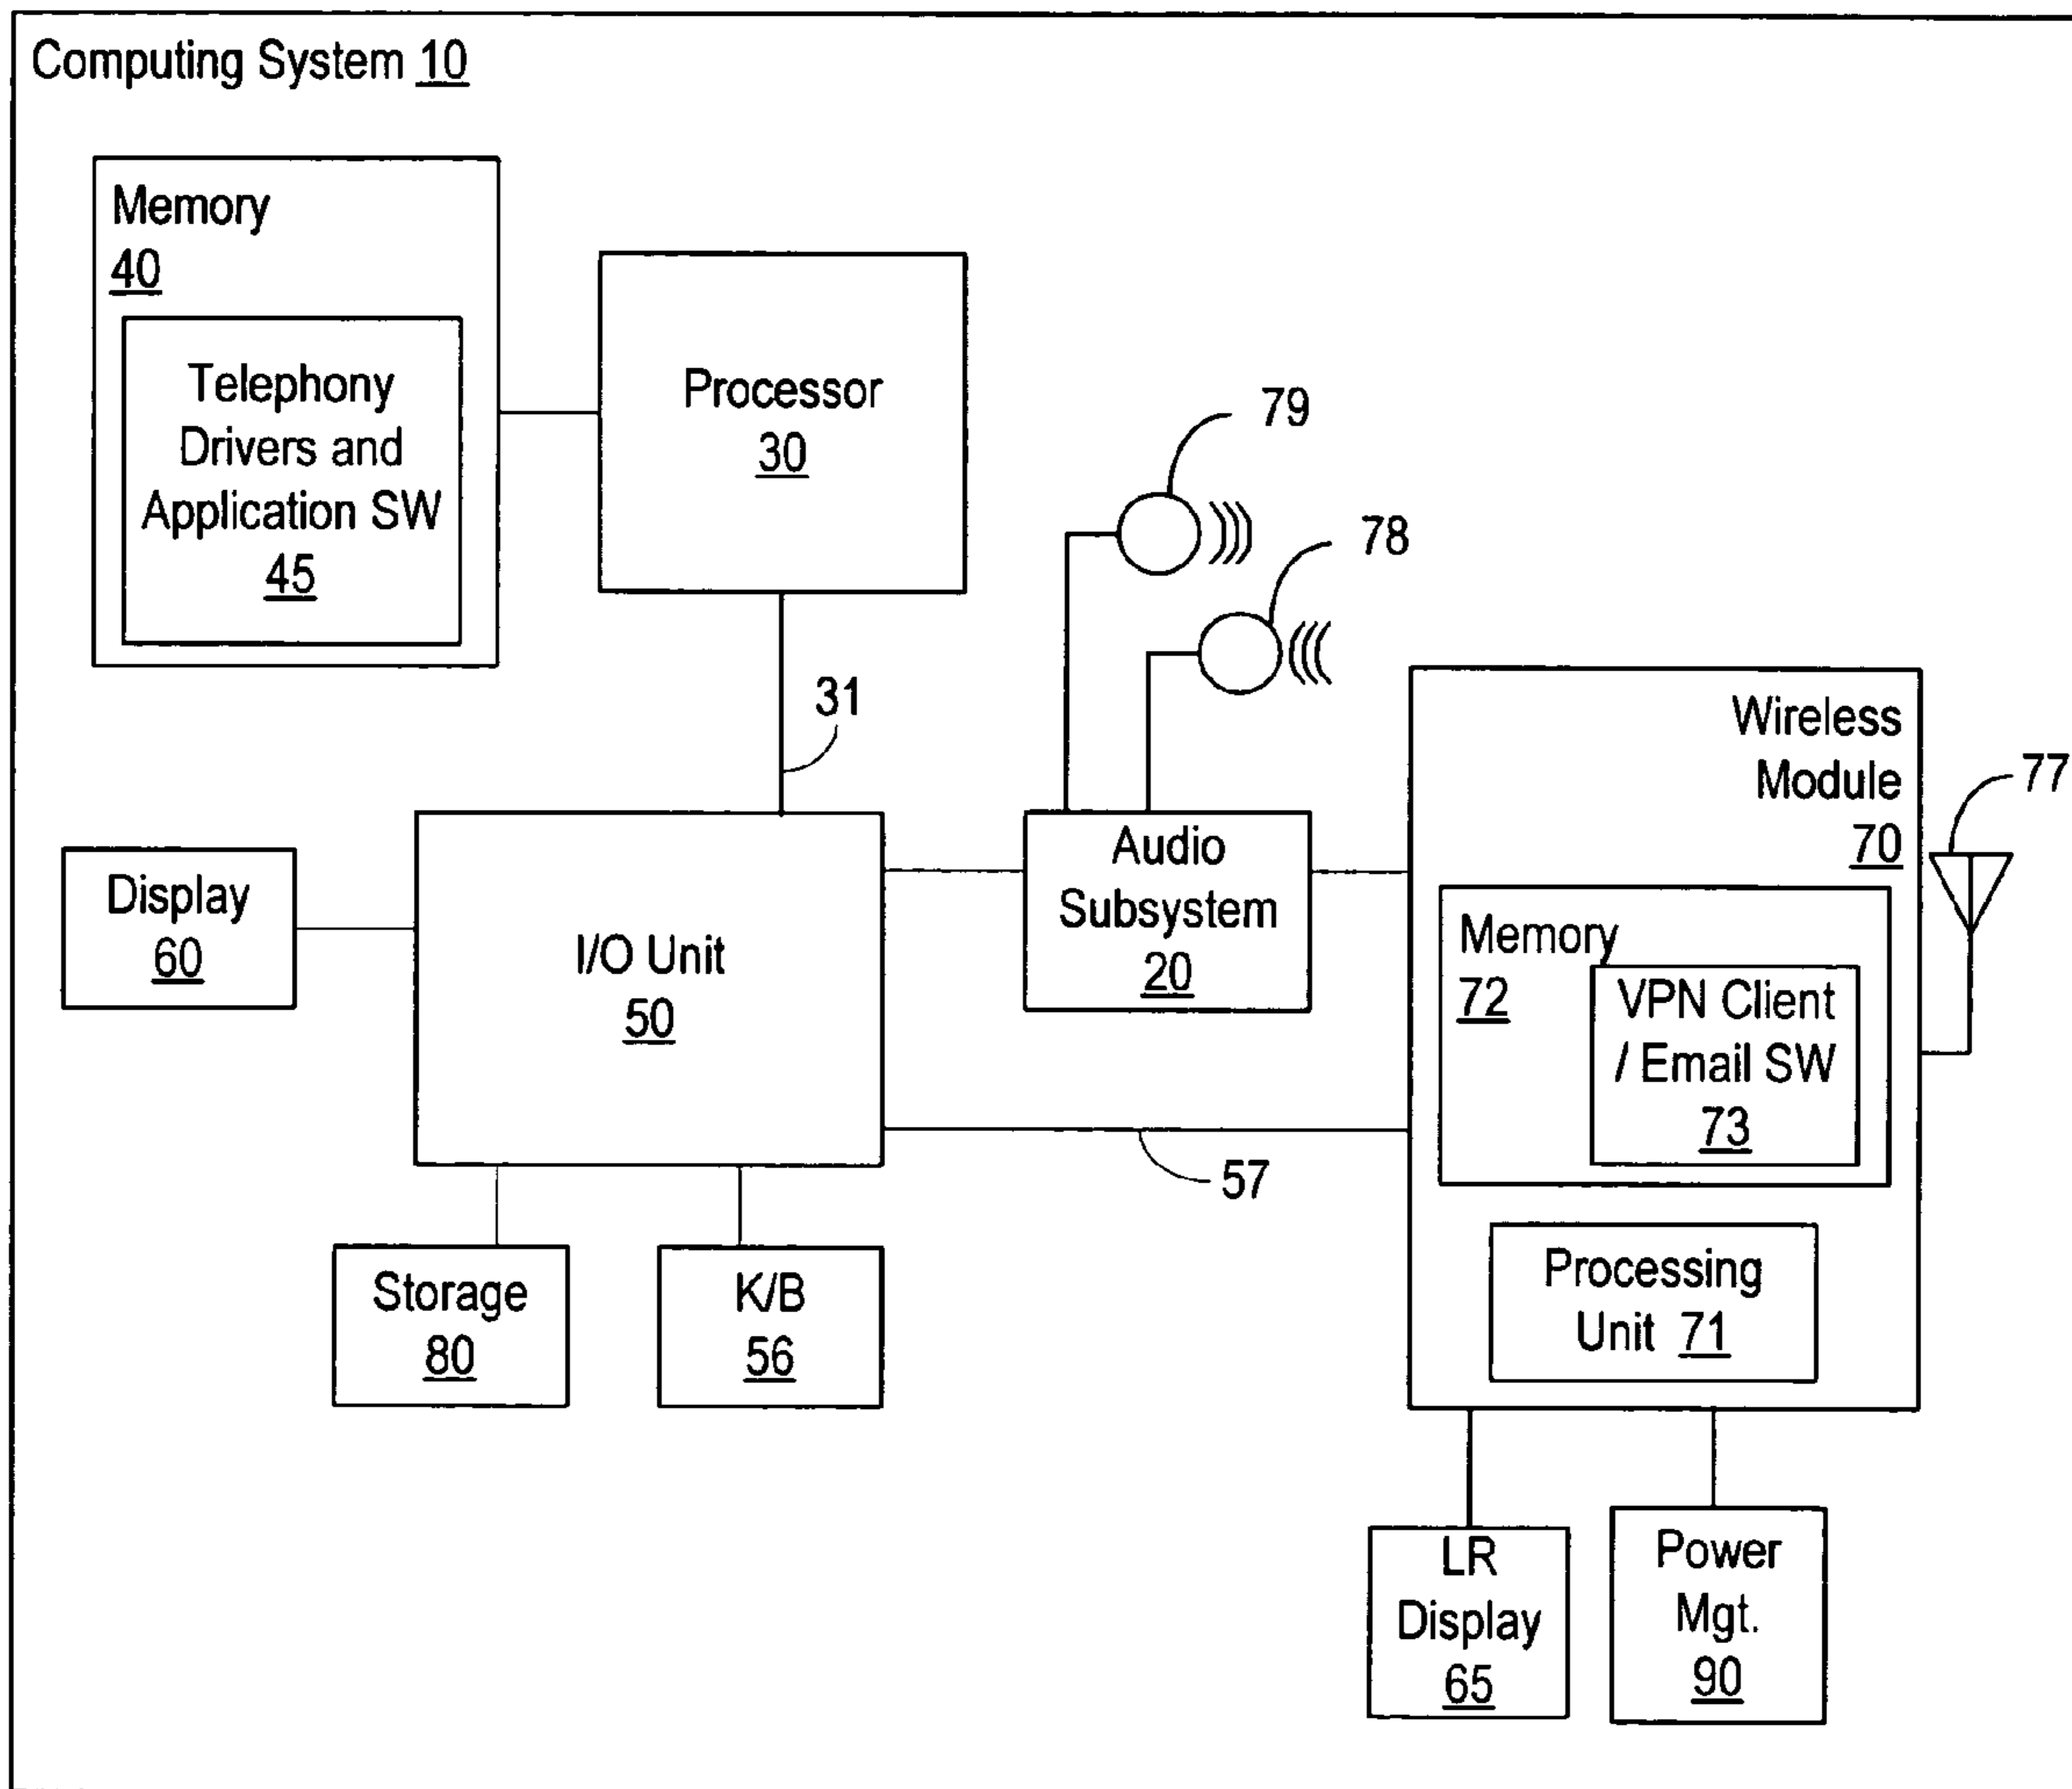 Computing System 10
Memory
40
Telephony
Drivers and
Application SW
45
Processor
30
79
78
31
Wireless
Module
70
77
Audio
Subsystem
20
Display
60
I/O Unit
50
Memory
72
VPN Client
/ Email SW
73
57
Storage
80
K/B
56
Processing
Unit 71
LR
Display
65
Power
Mgt.
90